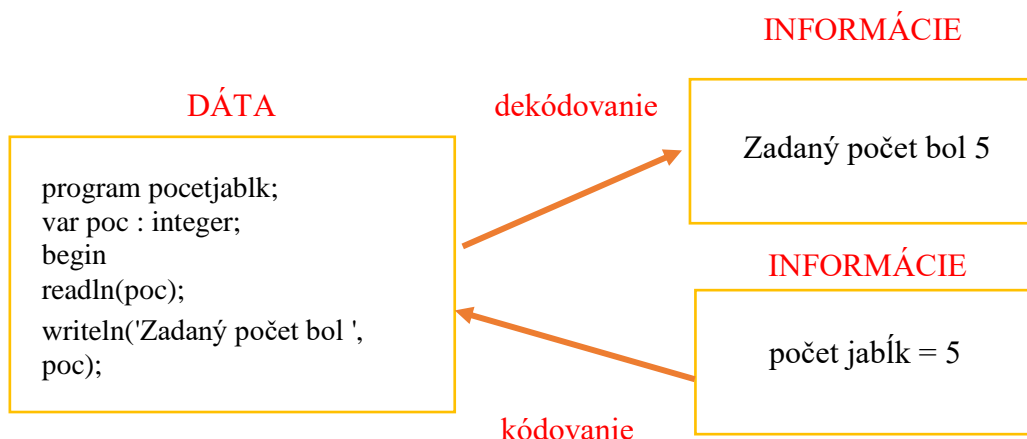 INFORMÁCIE
DÁTA
dekódovanie
Zadaný počet bol 5
program pocetjablk;
var poc : integer;
begin
readln(poc);
writeln('Zadaný počet bol ',
poc);
INFORMÁCIE
počet jabĺk = 5
kódovanie